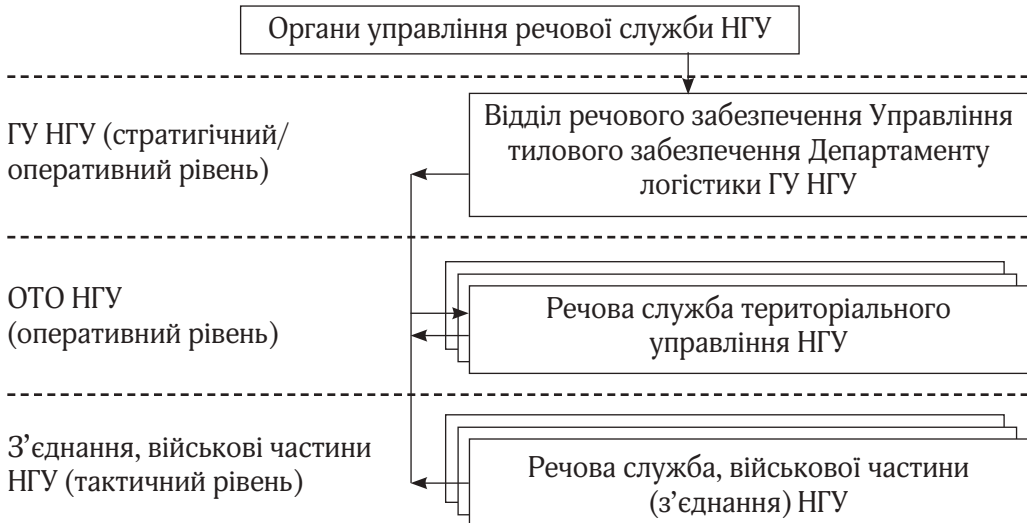 Органи управління речової служби НГУ
ГУ НГУ (стратигічний/
оперативний рівень)
Відділ речового забезпечення Управління
тилового забезпечення Департаменту
логістики ГУ НГУ
ОТО НГУ
(оперативний рівень)
Речова служба територіального
управління НГУ
З’єднання, військові частини
НГУ (тактичний рівень)
Речова служба, військової частини
(з’єднання) НГУ